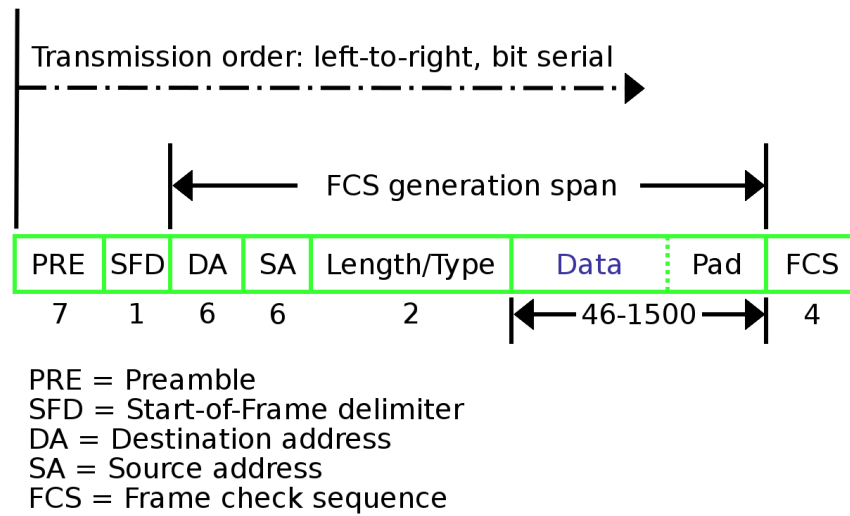 Transmission order: left-to-right, bit serial
FCS generation span
PRE SFD DA SA Length/Type Data Pad FCS
7 1 6 6 2 46-1500 4
PRE = Preamble
SFD = Start-of-Frame delimiter
DA = Destination address
SA = Source address
FCS = Frame check sequence